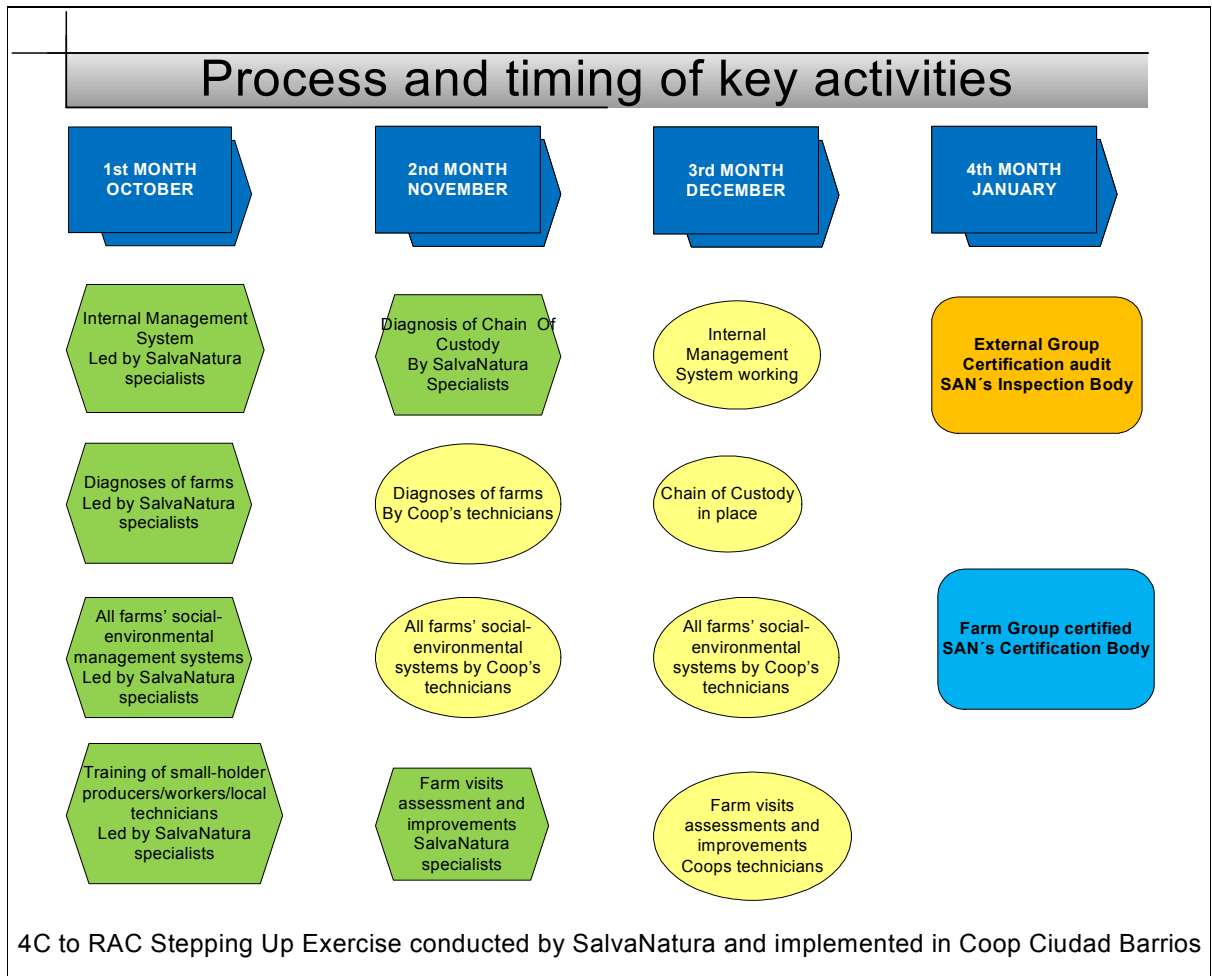 Process and timing of key activities
1st MONTH
OCTOBER
2nd MONTH
NOVEMBER
3rd MONTH
DECEMBER
4th MONTH
JANUARY
Internal Management
System
Led by SalvaNatura
specialists
Diagnosis of Chain Of
Custody
By SalvaNatura
Specialists
Internal
Management
System working
External Group
Certification audit
SAN´s Inspection Body
Diagnoses of farms
Led by SalvaNatura
specialists
Diagnoses of farms
By Coop’s technicians
Chain of Custody
in place
All farms’ social-
environmental
management systems
Led by SalvaNatura
specialists
All farms’ social-
environmental
systems by Coop’s
technicians
All farms’ social-
environmental
systems by Coop’s
technicians
Farm Group certified
SAN´s Certification Body
Training of small-holder
producers/workers/local
technicians
Led by SalvaNatura
specialists
Farm visits
assessment and
improvements
SalvaNatura
specialists
Farm visits
assessments and
improvements
Coops technicians
4C to RAC Stepping Up Exercise conducted by SalvaNatura and implemented in Coop Ciudad Barrios